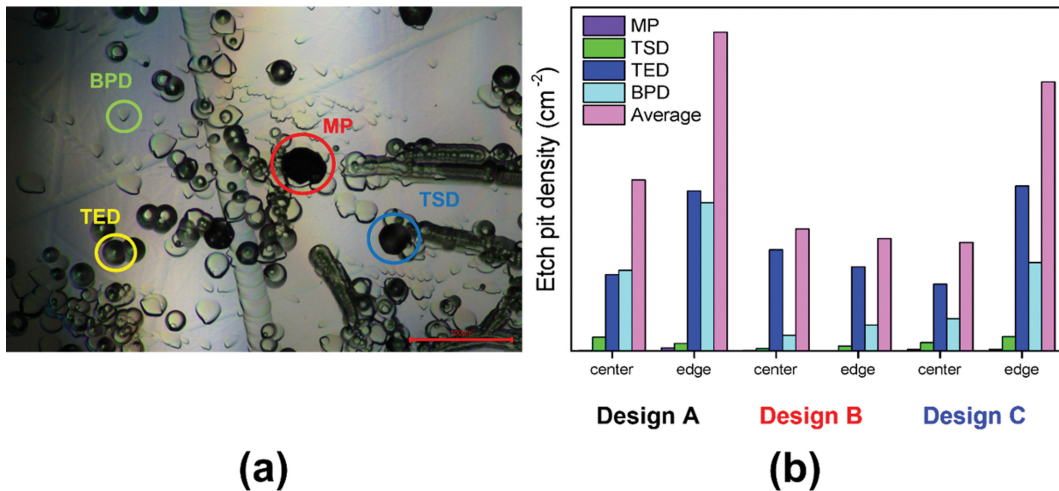 BPD
MP
TSD
TED
(a)
Etch pit density (cm-2)
MP
TSD
TED
BPD
Average
center
edge
center
edge
center
edge
Design A
Design B
Design C
(b)